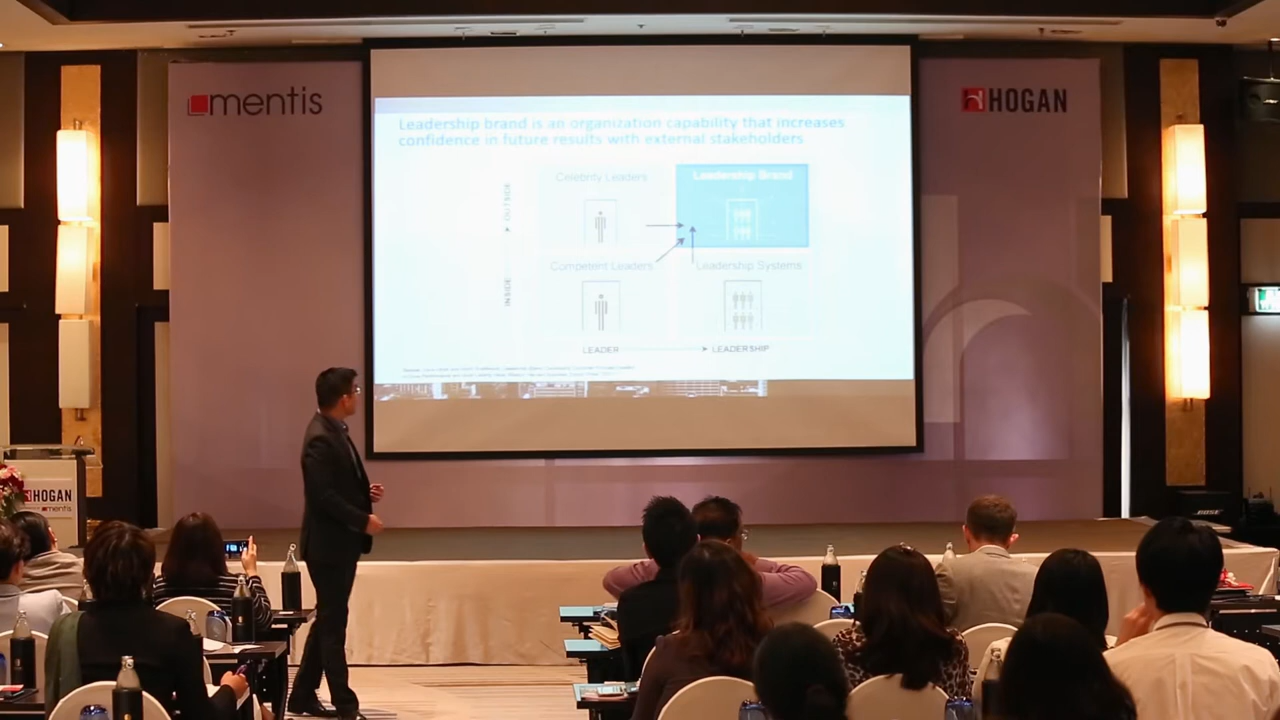 mentis
HOGAN
Leadership brand is an organization capability that increases
confidence in future results with external stakeholders
Celebrity Leaders
Leadership Brand
OUTSIDE
Competent Leaders
Leadership Systems
INSIDE
LEADER
LEADERSHIP
HOGAN
mentis
BOSE